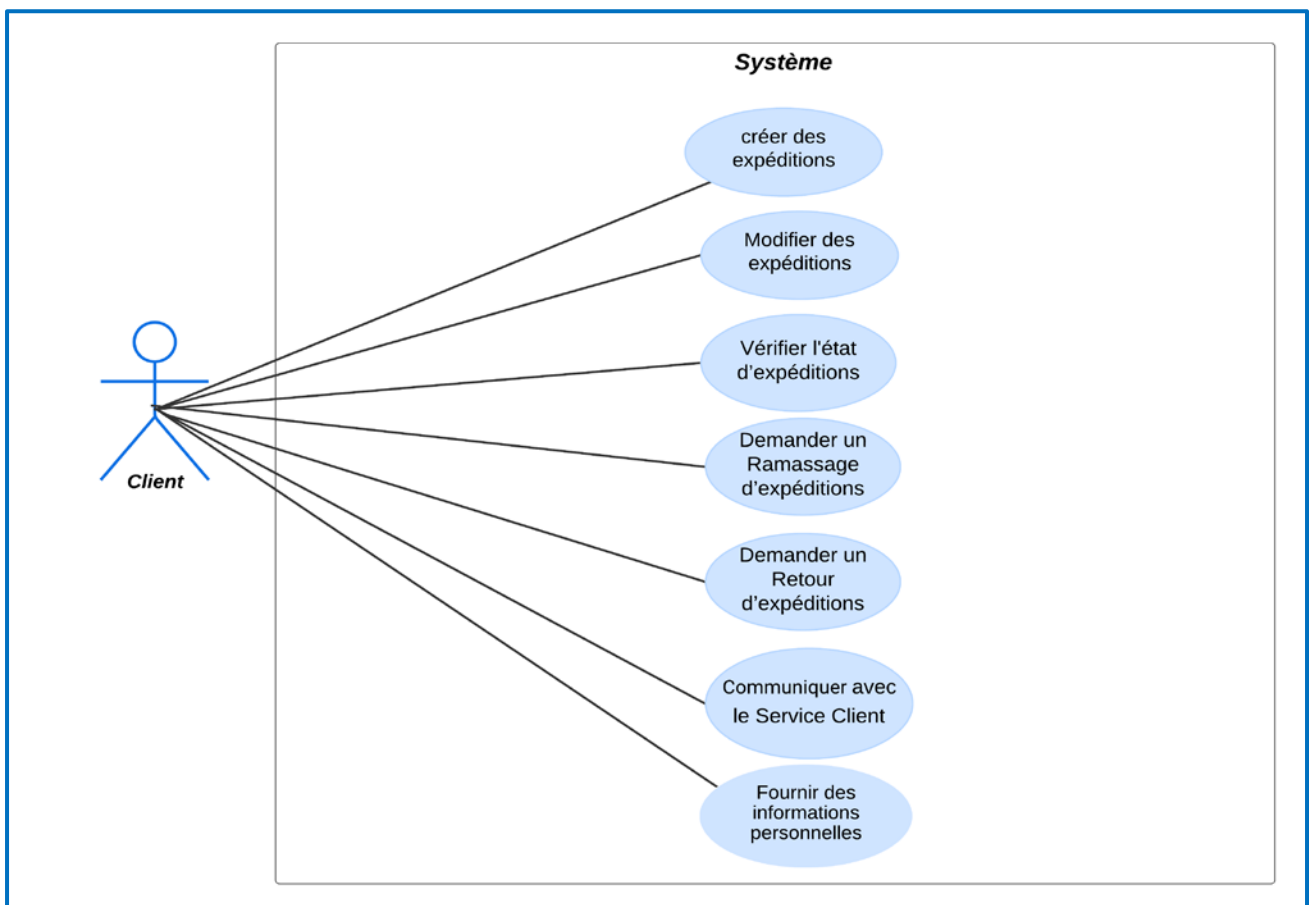 Système
créer des
expéditions
Modifier des
expéditions
Vérifier l'état
d’expéditions
Demander un
Ramassage
d’expéditions
Client
Demander un
Retour
d’expéditions
Communiquer avec
le Service Client
Fournir des
informations
personnelles